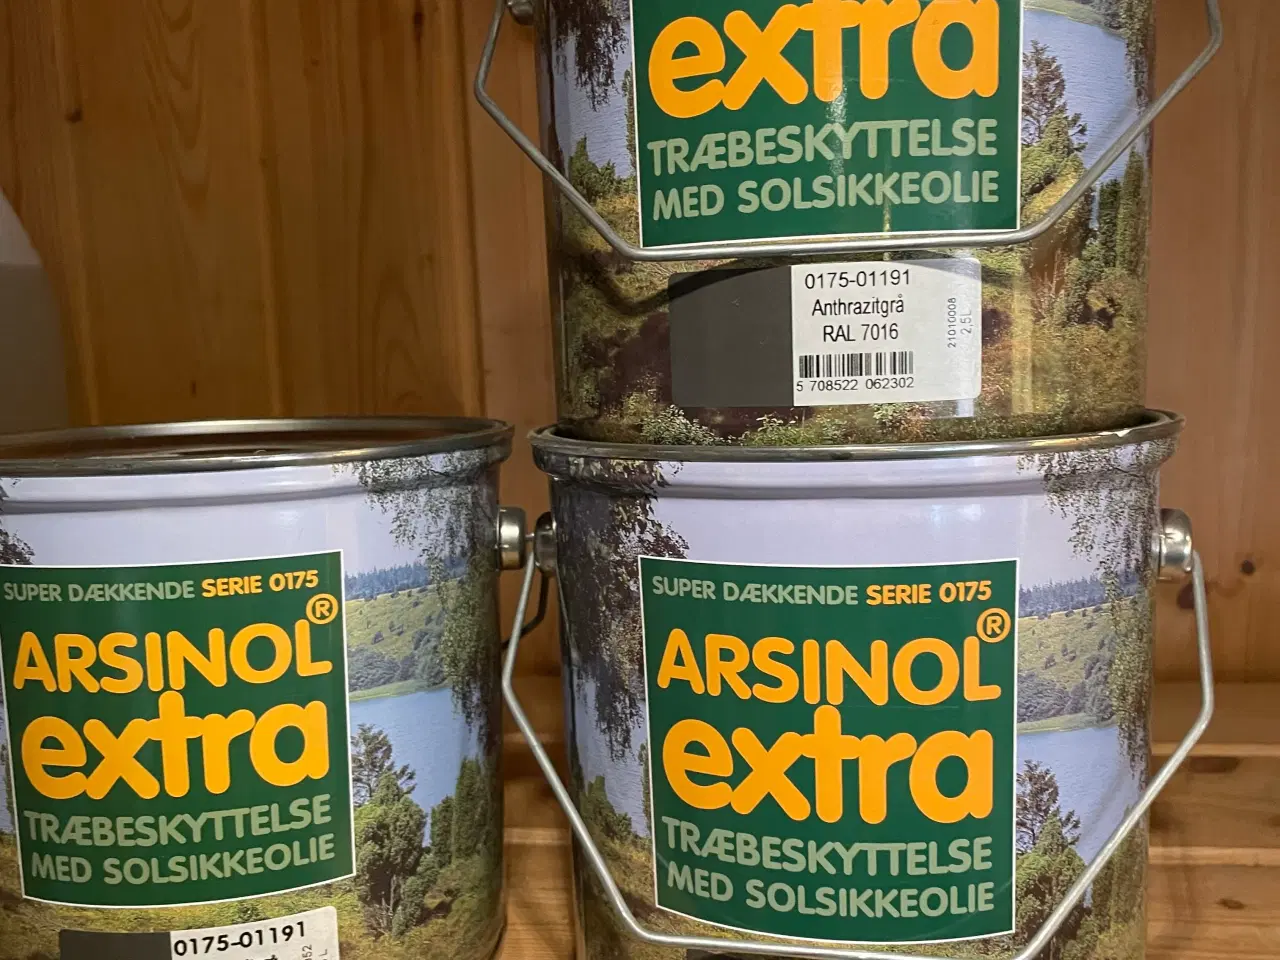 extra
TRÆBESKYTTELSE
MED SOLSIKKEOLIE
0175-01191
Anthrazitgrå
RAL 7016
5 708522 062302
21010008
2,5L
SUPER DÆKKENDE SERIE 0175
ARSINOL®
extra
TRÆBESKYTTELSE
MED SOLSIKKEOLIE
0175-01191
SUPER DÆKKENDE SERIE 0175
ARSINOL®
extra
TRÆBESKYTTELSE
MED SOLSIKKEOLIE